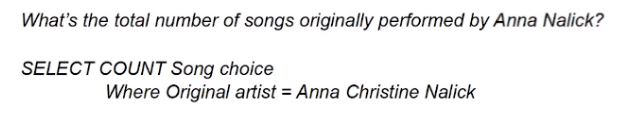 What's the total number of songs originally performed by Anna Nalick?
SELECT COUNT Song choice
Where Original artist = Anna Christine Nalick